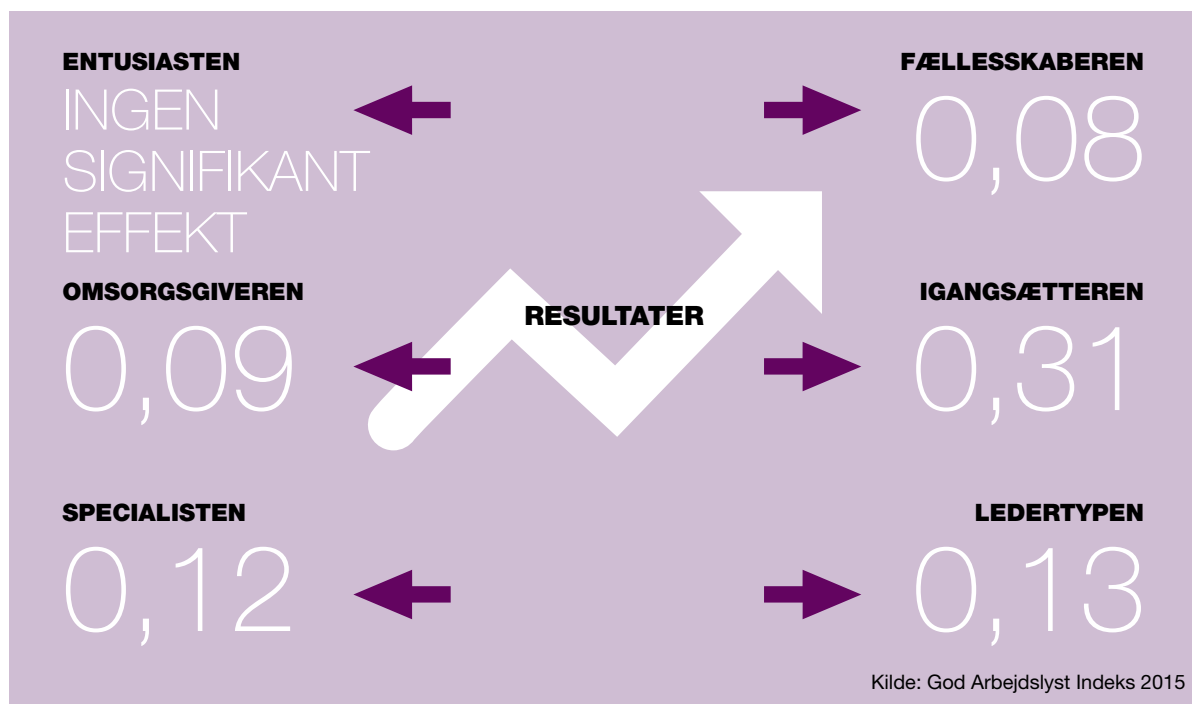 ENTUSIASTEN
INGEN
SIGNIFIKANT
EFFEKT
FÆLLESSKABEREN
0,08
OMSORGSGIVEREN
0,09
RESULTATER
IGANGSÆTTEREN
0,31
SPECIALISTEN
0,12
LEDERTYPEN
0,13
Kilde: God Arbejdslyst Indeks 2015